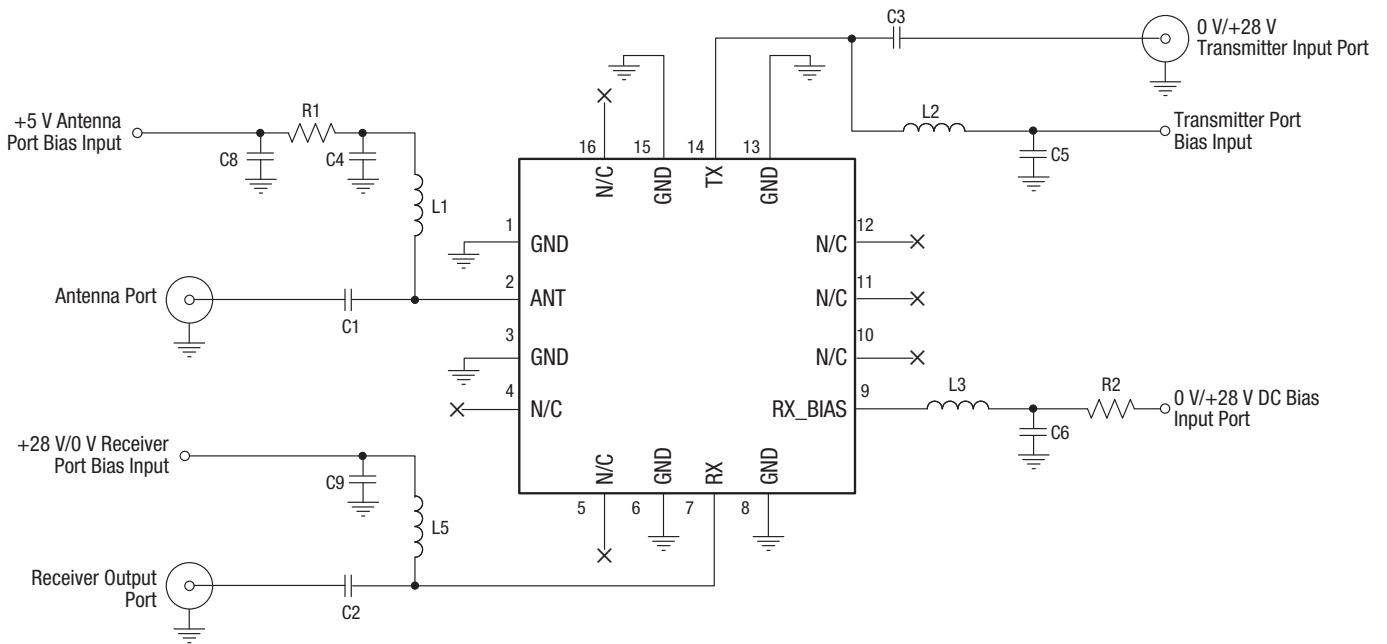 C3
0 V/+28 V
Transmitter Input Port
+5 V Antenna
Port Bias Input
R1
C8
C4
L1
L2
Transmitter Port
Bias Input
C5
16
15
14
13
N/C
GND
TX
GND
1
GND
12
N/C
Antenna Port
C1
2
ANT
11
N/C
3
GND
10
N/C
4
N/C
9
RX_BIAS
L3
R2
C6
0 V/+28 V DC Bias
Input Port
+28 V/0 V Receiver
Port Bias Input
C9
L5
N/C
GND
RX
GND
5
6
7
8
Receiver Output
Port
C2